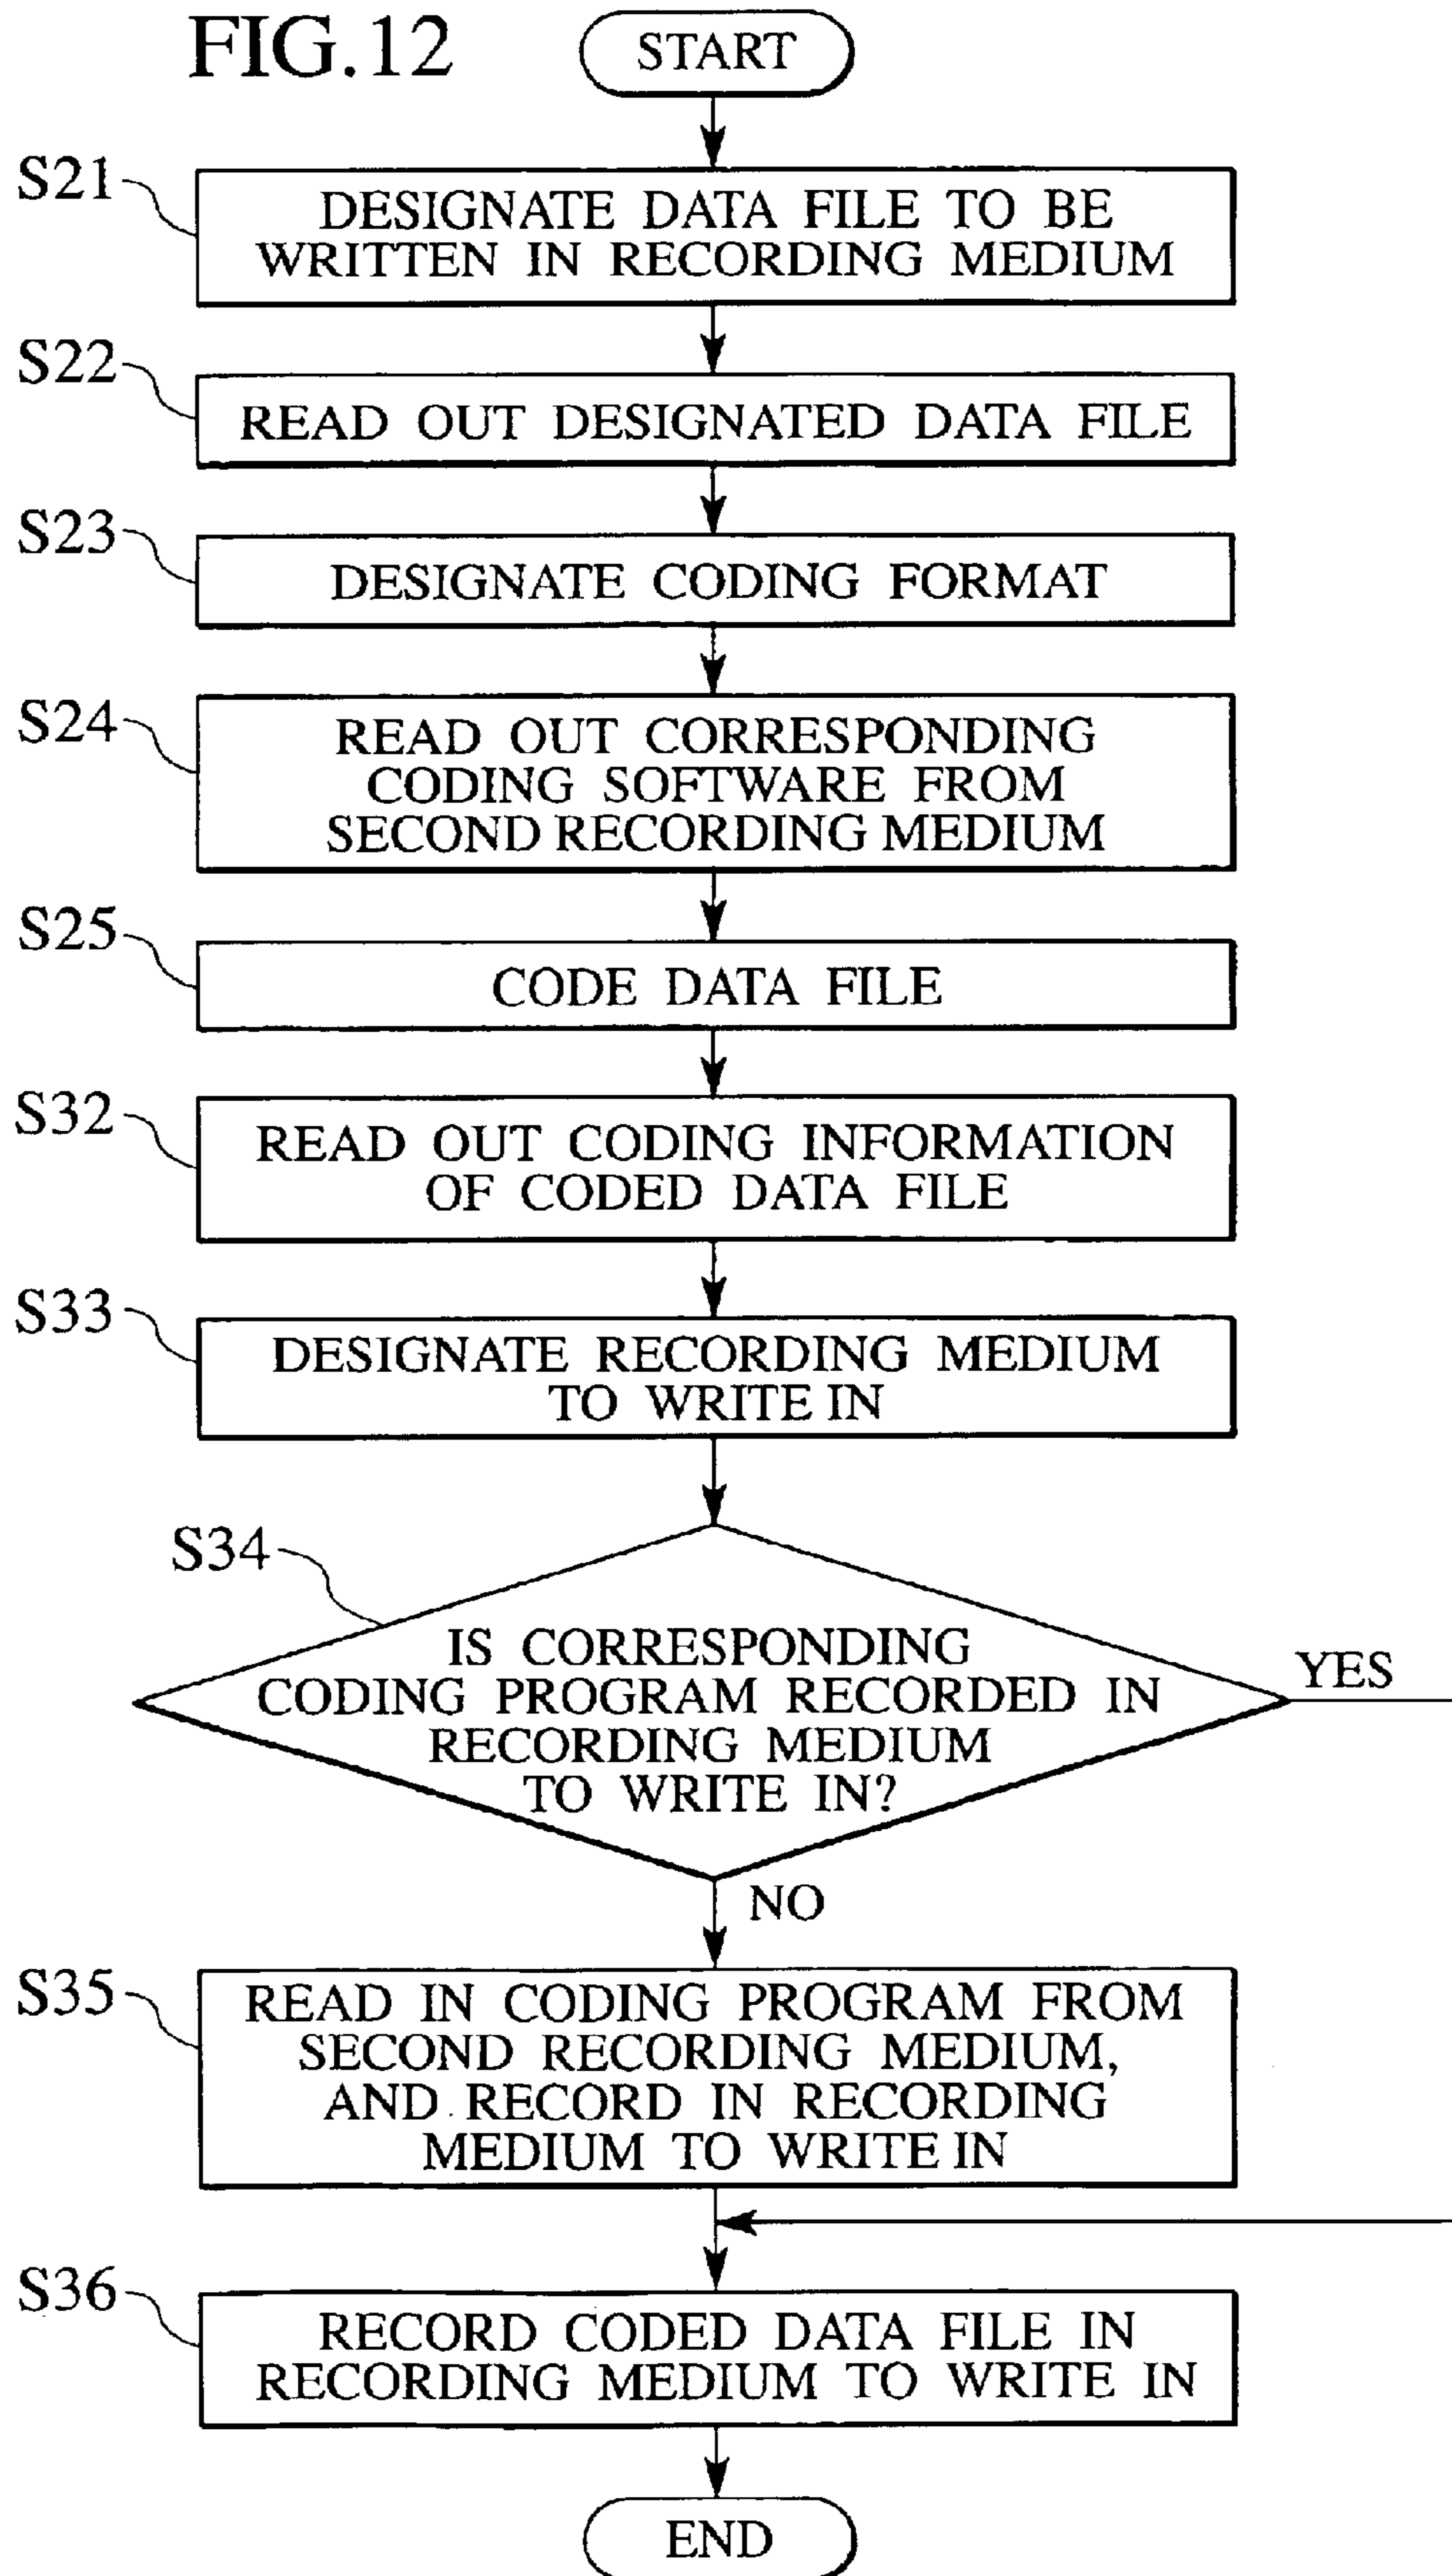 FIG.12
START
S21
DESIGNATE DATA FILE TO BE
WRITTEN IN RECORDING MEDIUM
S22
READ OUT DESIGNATED DATA FILE
S23
DESIGNATE CODING FORMAT
S24
READ OUT CORRESPONDING
CODING SOFTWARE FROM
SECOND RECORDING MEDIUM
S25
CODE DATA FILE
S32
READ OUT CODING INFORMATION
OF CODED DATA FILE
S33
DESIGNATE RECORDING MEDIUM
TO WRITE IN
S34
IS CORRESPONDING
CODING PROGRAM RECORDED IN
RECORDING MEDIUM
TO WRITE IN?
YES
NO
S35
READ IN CODING PROGRAM FROM
SECOND RECORDING MEDIUM,
AND RECORD IN RECORDING
MEDIUM TO WRITE IN
S36
RECORD CODED DATA FILE IN
RECORDING MEDIUM TO WRITE IN
END